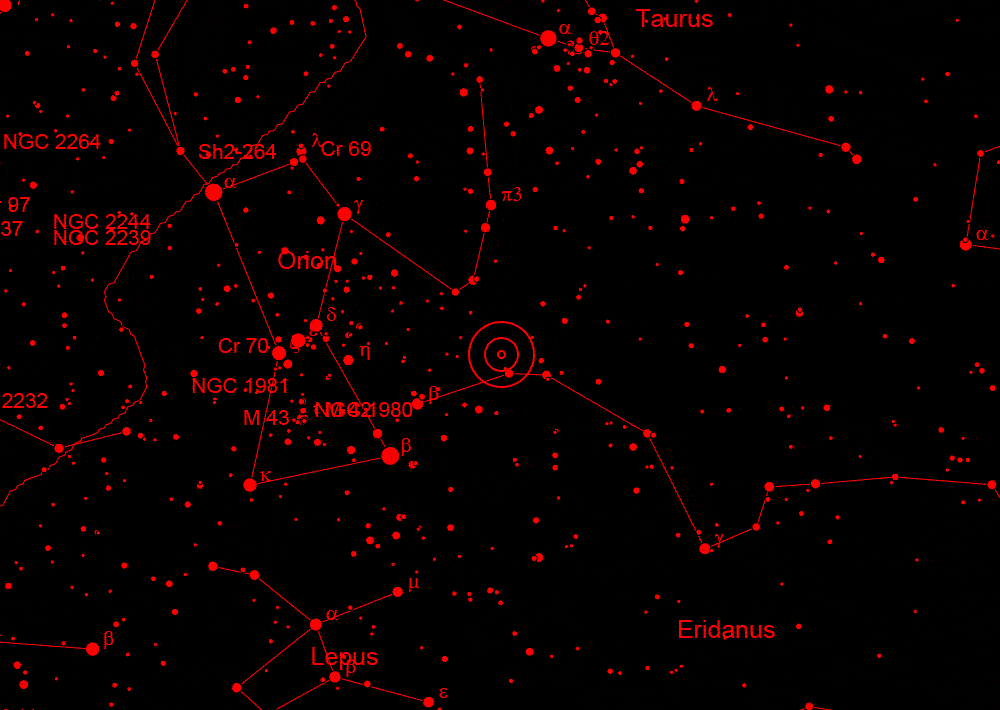 Taurus
α
θ2
λ
NGC 2264
Sh2-264
λ
Cr 69
α
π3
97
γ
NGC 2244
37
NGC 2239
α
Orion
δ
ε
Cr 70
η
NGC 1981
β
2232
M 43
M 42
NGC 1980
β
κ
γ
μ
α
Eridanus
β
Lepus
β
ε